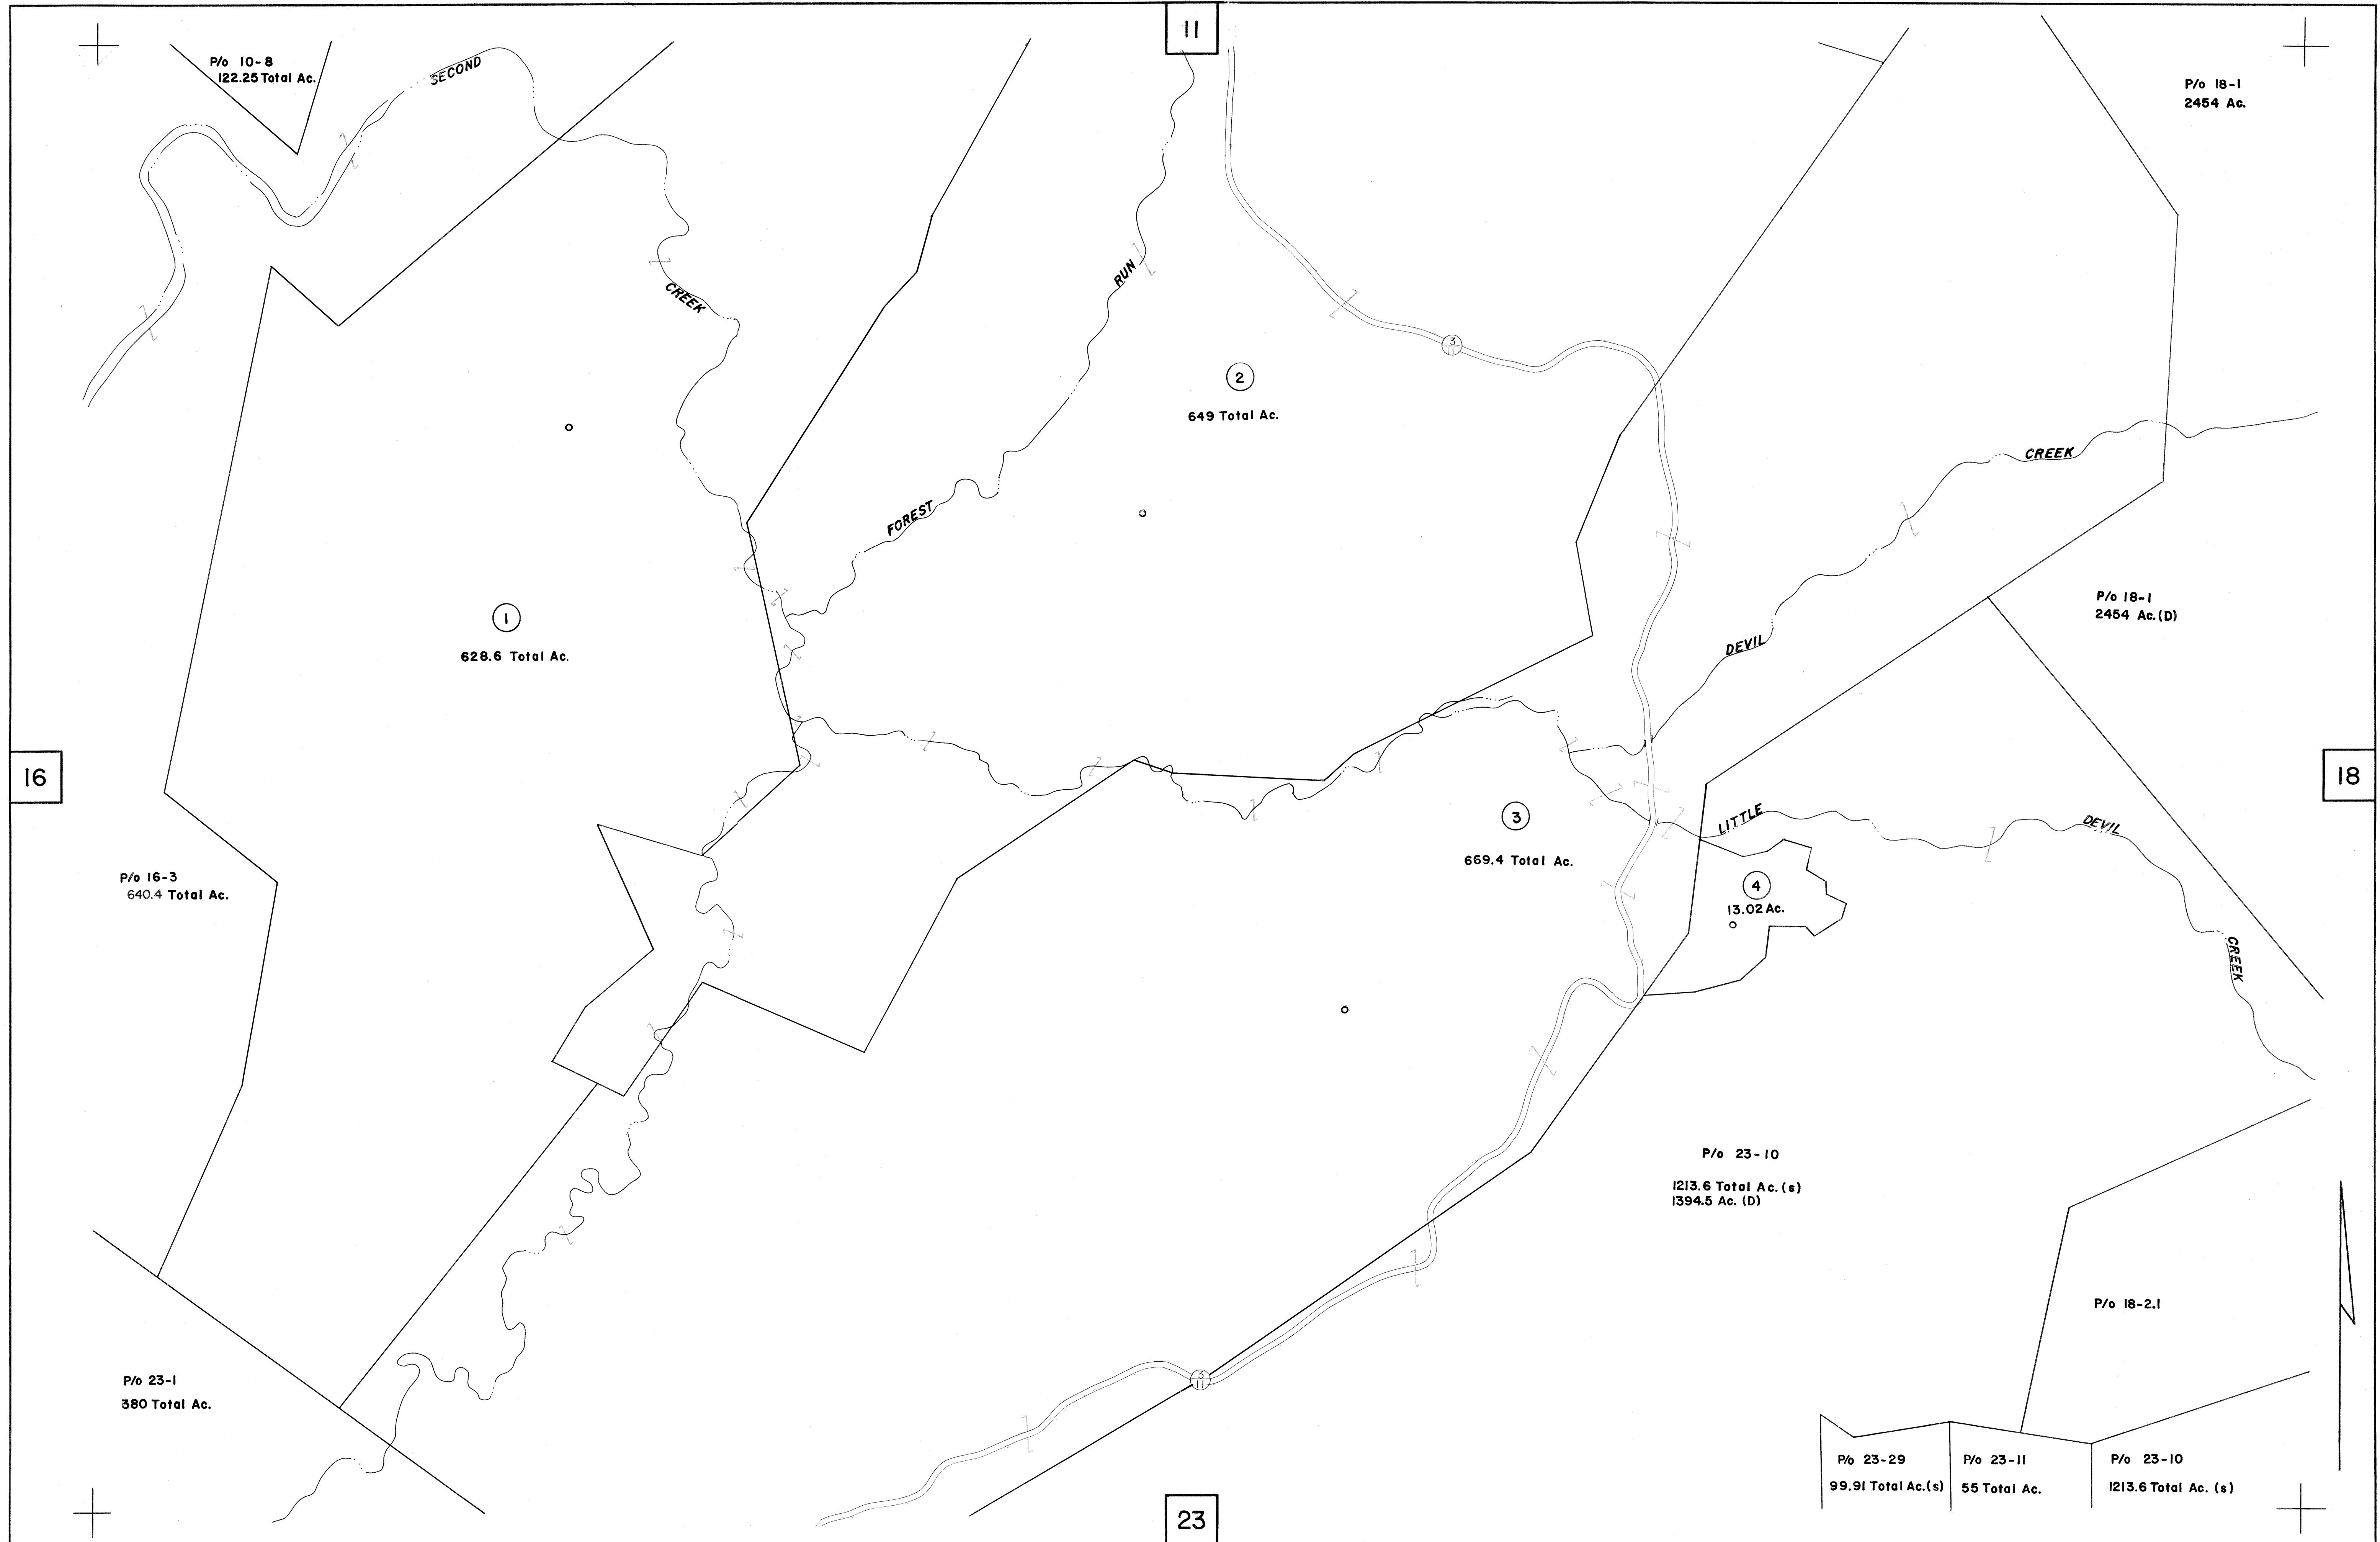 11
P/o 10-8
122.25 Total Ac.
SECOND
CREEK
P/o 18-1
2454 Ac.
RUN
FOREST
3
11
2
649 Total Ac.
CREEK
DEVIL
1
628.6 Total Ac.
P/o 18-1
2454 Ac. (D)
16
18
3
669.4 Total Ac.
LITTLE
DEVIL
CREEK
4
13.02 Ac.
P/o 16-3
640.4 Total Ac.
P/o 23-10
1213.6 Total Ac. (s)
1394.5 Ac. (D)
P/o 18-2.1
P/o 23-1
380 Total Ac.
3
11
P/o 23-29
99.91 Total Ac. (s)
P/o 23-11
55 Total Ac.
P/o 23-10
1213.6 Total Ac. (s)
23